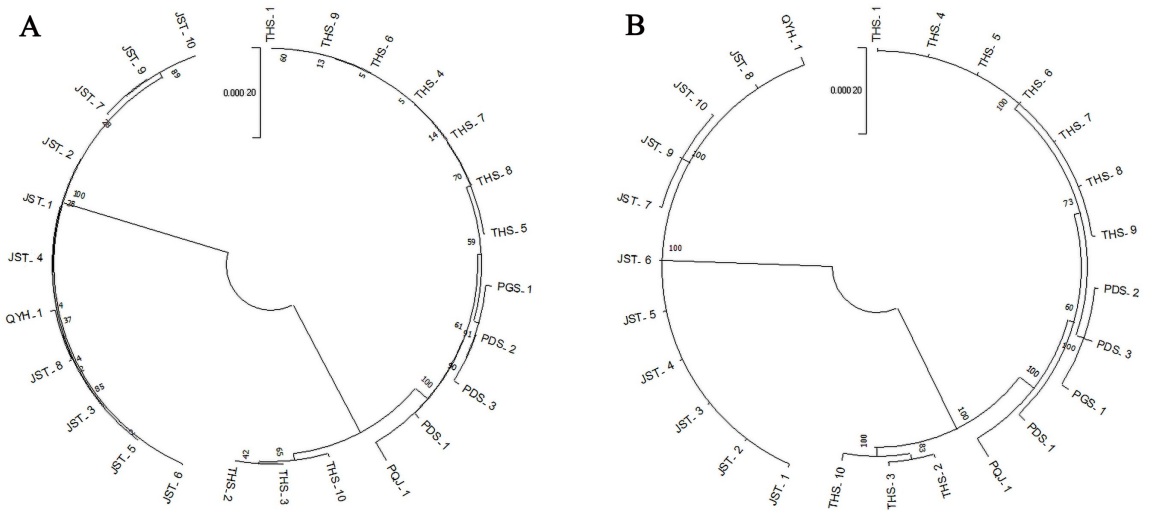 A
THS-1
THS-9
THS-6
THS-4
THS-7
THS-8
THS-5
PGS-1
PDS-2
PDS-3
PDS-1
PQJ-1
THS-10
THS-3
THS-2
JST-6
JST-5
JST-3
JST-8
QYH-1
JST-4
JST-1
JST-2
JST-7
JST-9
JST-10
0.000 20
60
13
5
5
14
70
59
61
91
90
100
65
42
85
4
37
4
100
28
28
89
B
THS-1
THS-4
THS-5
THS-6
THS-7
THS-8
THS-9
PDS-2
PDS-3
PGS-1
PDS-1
PQJ-1
THS-2
THS-3
THS-10
JST-1
JST-2
JST-3
JST-4
JST-5
JST-6
JST-7
JST-9
JST-10
JST-8
QYH-1
0.000 20
100
73
60
100
100
100
83
100
100
100